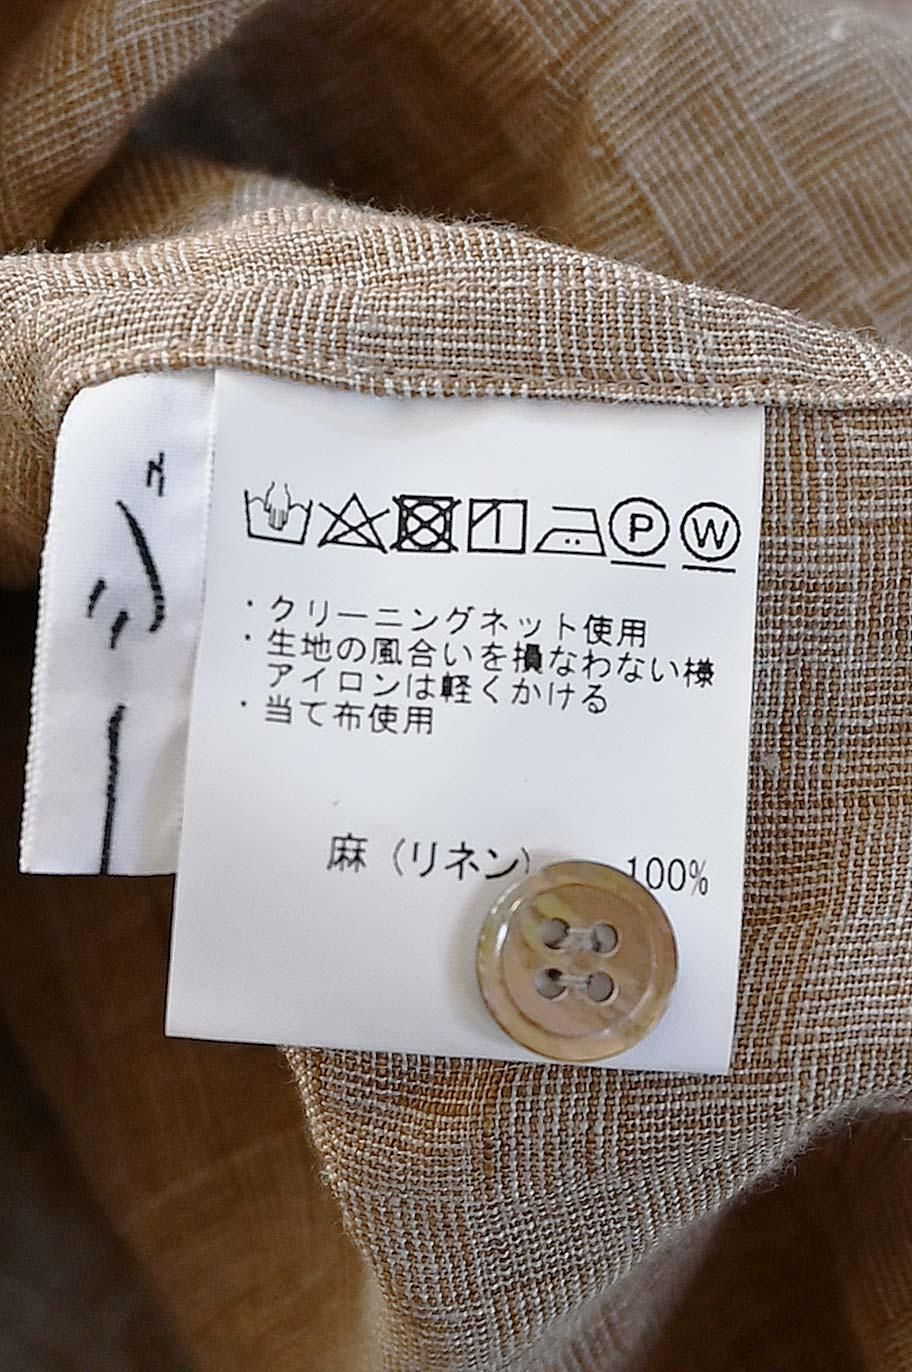 P W
・クリーニングネット使用
・生地の風合いを損なわない様
アイロンは軽くかける
・当て布使用
麻（リネン） 100%